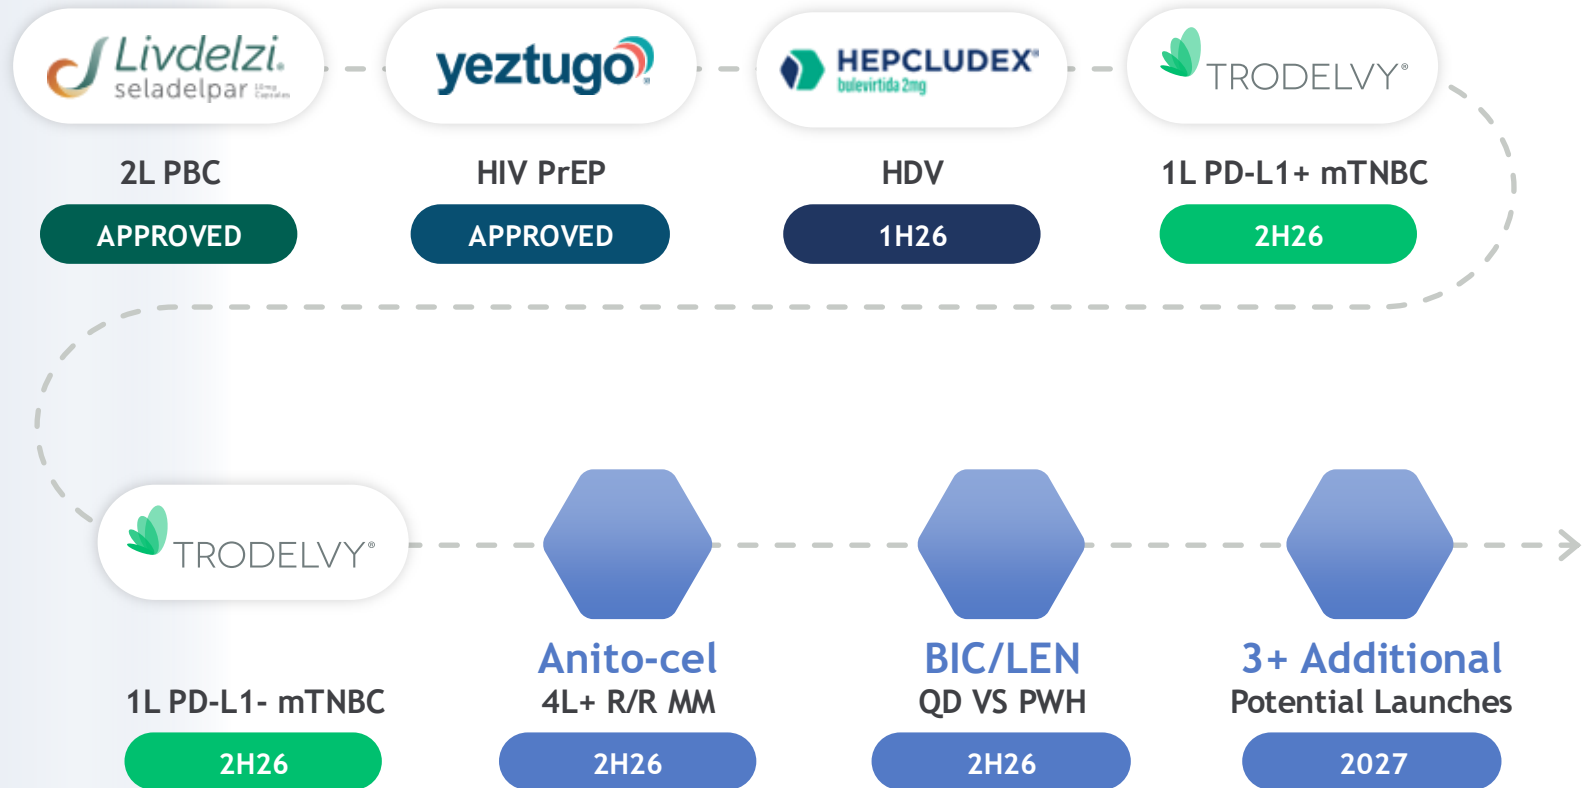 Livdelzi.
seladelpar 10mg Capsules
yeztugo®
HEPCLUDEX®
bulevirtida 2mg
TRODELVY®
2L PBC
HIV PrEP
HDV
1L PD-L1+ mTNBC
APPROVED
APPROVED
1H26
2H26
TRODELVY®
Anito-cel
BIC/LEN
3+ Additional
1L PD-L1- mTNBC
4L+ R/R MM
QD VS PWH
Potential Launches
2H26
2H26
2H26
2027